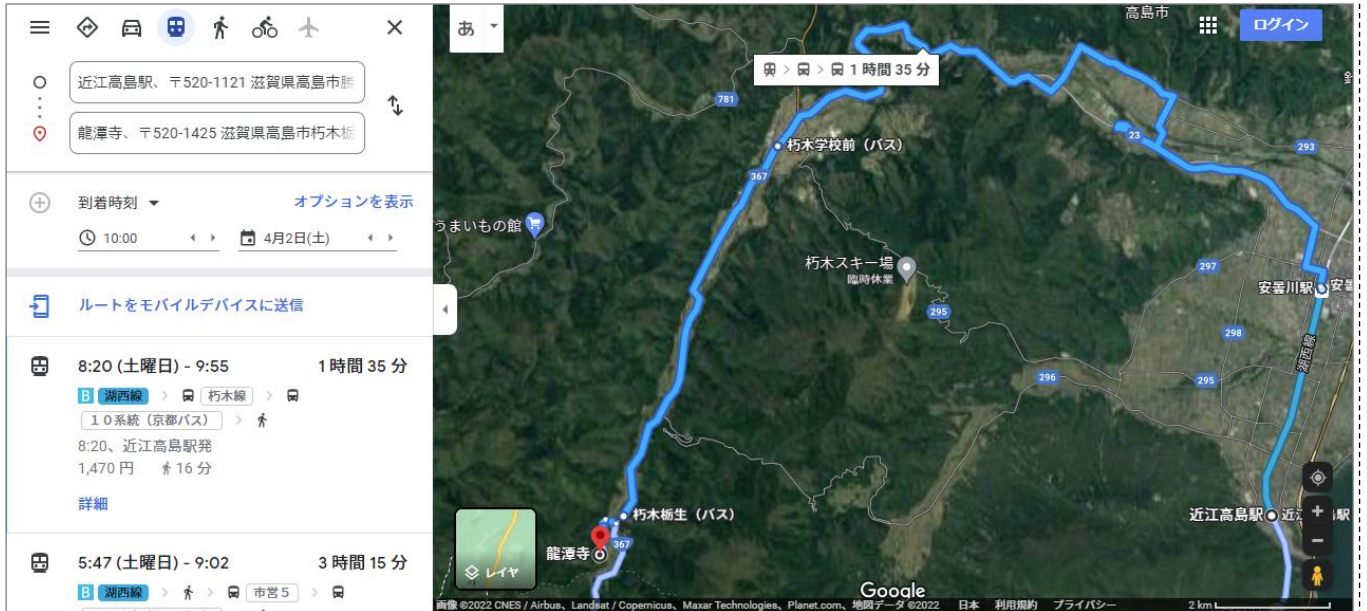 近江高島駅、〒520-1121 滋賀県高島市勝
龍潭寺、〒520-1425 滋賀県高島市朽木栃
到着時刻
オプションを表示
10:00
4月2日(土)
ルートをモバイルデバイスに送信
8:20 (土曜日) - 9:55
1 時間 35 分
B 湖西線 > 朽木線 >
10系統（京都バス） >
8:20、近江高島駅発
1,470 円 16 分
詳細
5:47 (土曜日) - 9:02
3 時間 15 分
B 湖西線 > > 市営5 >
あ
高島市
ログイン
> > 1 時間 35 分
781
朽木学校前（バス）
23
293
367
うまいもの館
朽木スキー場
臨時休業
297
安曇川駅
安曇
295
298
湖西線
296
295
朽木栃生（バス）
近江高島駅
近江
駅
龍潭寺
367
レイヤ
Google
画像 ©2022 CNES / Airbus、Landsat / Copernicus、Maxar Technologies、Planet.com、地図データ ©2022 日本 利用規約 プライバシー 2 km